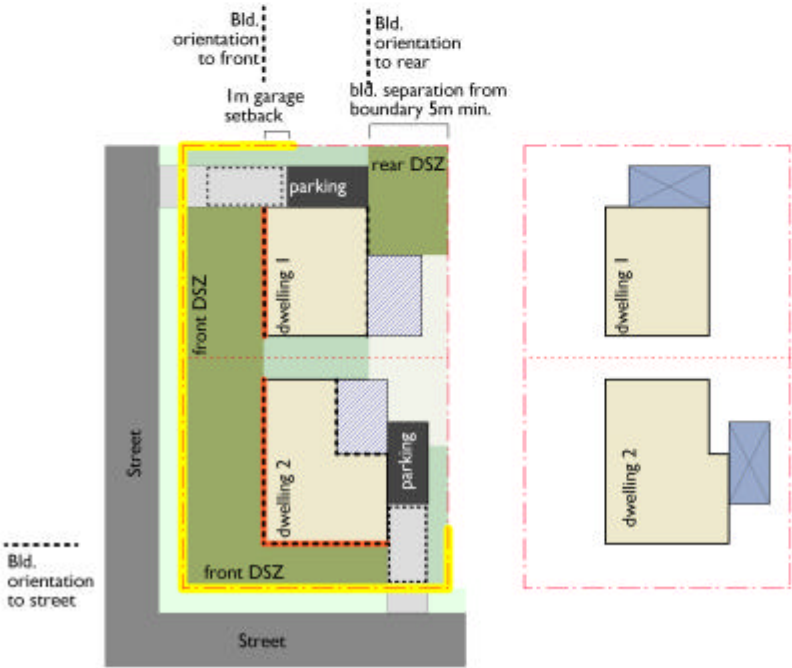 Bld.
orientation
to front
Bld.
orientation
to rear
1m garage
setback
bld. separation from
boundary 5m min.
rear DSZ
parking
front DSZ
dwelling 1
dwelling 1
Street
dwelling 2
parking
dwelling 2
Bld.
orientation
to street
front DSZ
Street